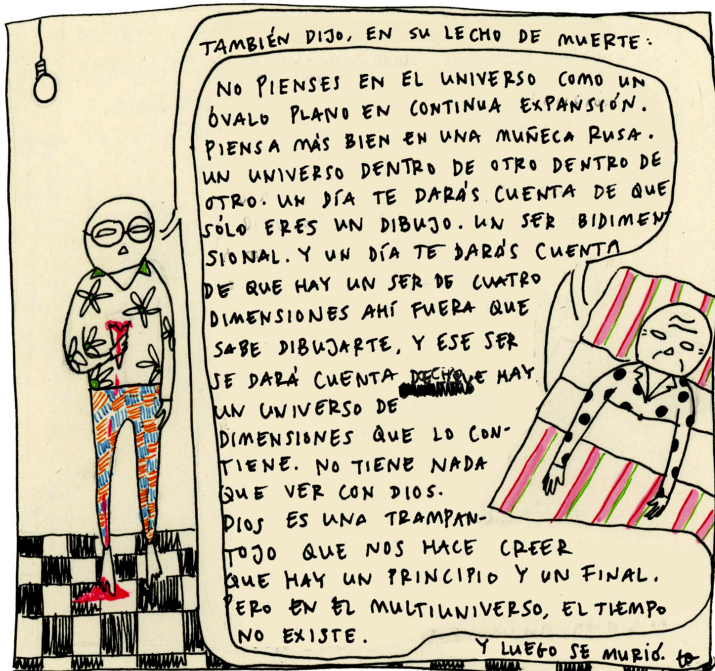 TAMBIÉN DIJO, EN SU LECHO DE MUERTE:
NO PIENSES EN EL UNIVERSO COMO UN
ÓVALO PLANO EN CONTINUA EXPANSIÓN.
PIENSA MÁS BIEN EN UNA MUÑECA RUSA.
UN UNIVERSO DENTRO DE OTRO DENTRO DE
OTRO. UN DÍA TE DARÁS CUENTA DE QUE
SÓLO ERES UN DIBUJO. UN SER BIDIMEN
SIONAL. Y UN DÍA TE DARÁS CUENTA
DE QUE HAY UN SER DE CUATRO
DIMENSIONES AHÍ FUERA QUE
SABE DIBUJARTE, Y ESE SER
SE DARÁ CUENTA HAY
UN UNIVERSO DE
DIMENSIONES QUE LO CON-
TIENE. NO TIENE NADA
QUE VER CON DIOS.
DIOS ES UNA TRAMPAN-
TOJO QUE NOS HACE CREER
QUE HAY UN PRINCIPIO Y UN FINAL.
PERO EN EL MULTIUNIVERSO, EL TIEMPO
NO EXISTE.
Y LUEGO SE MURIÓ.